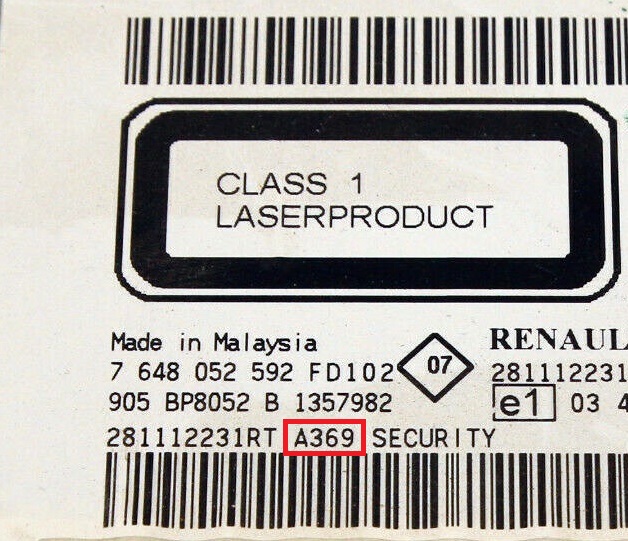 CLASS 1
LASERPRODUCT
Made in Malaysia
7 648 052 592 FD102
07
RENAUL
281112231
905 BP8052 B 1357982
e1 03 4
281112231RT A369 SECURITY